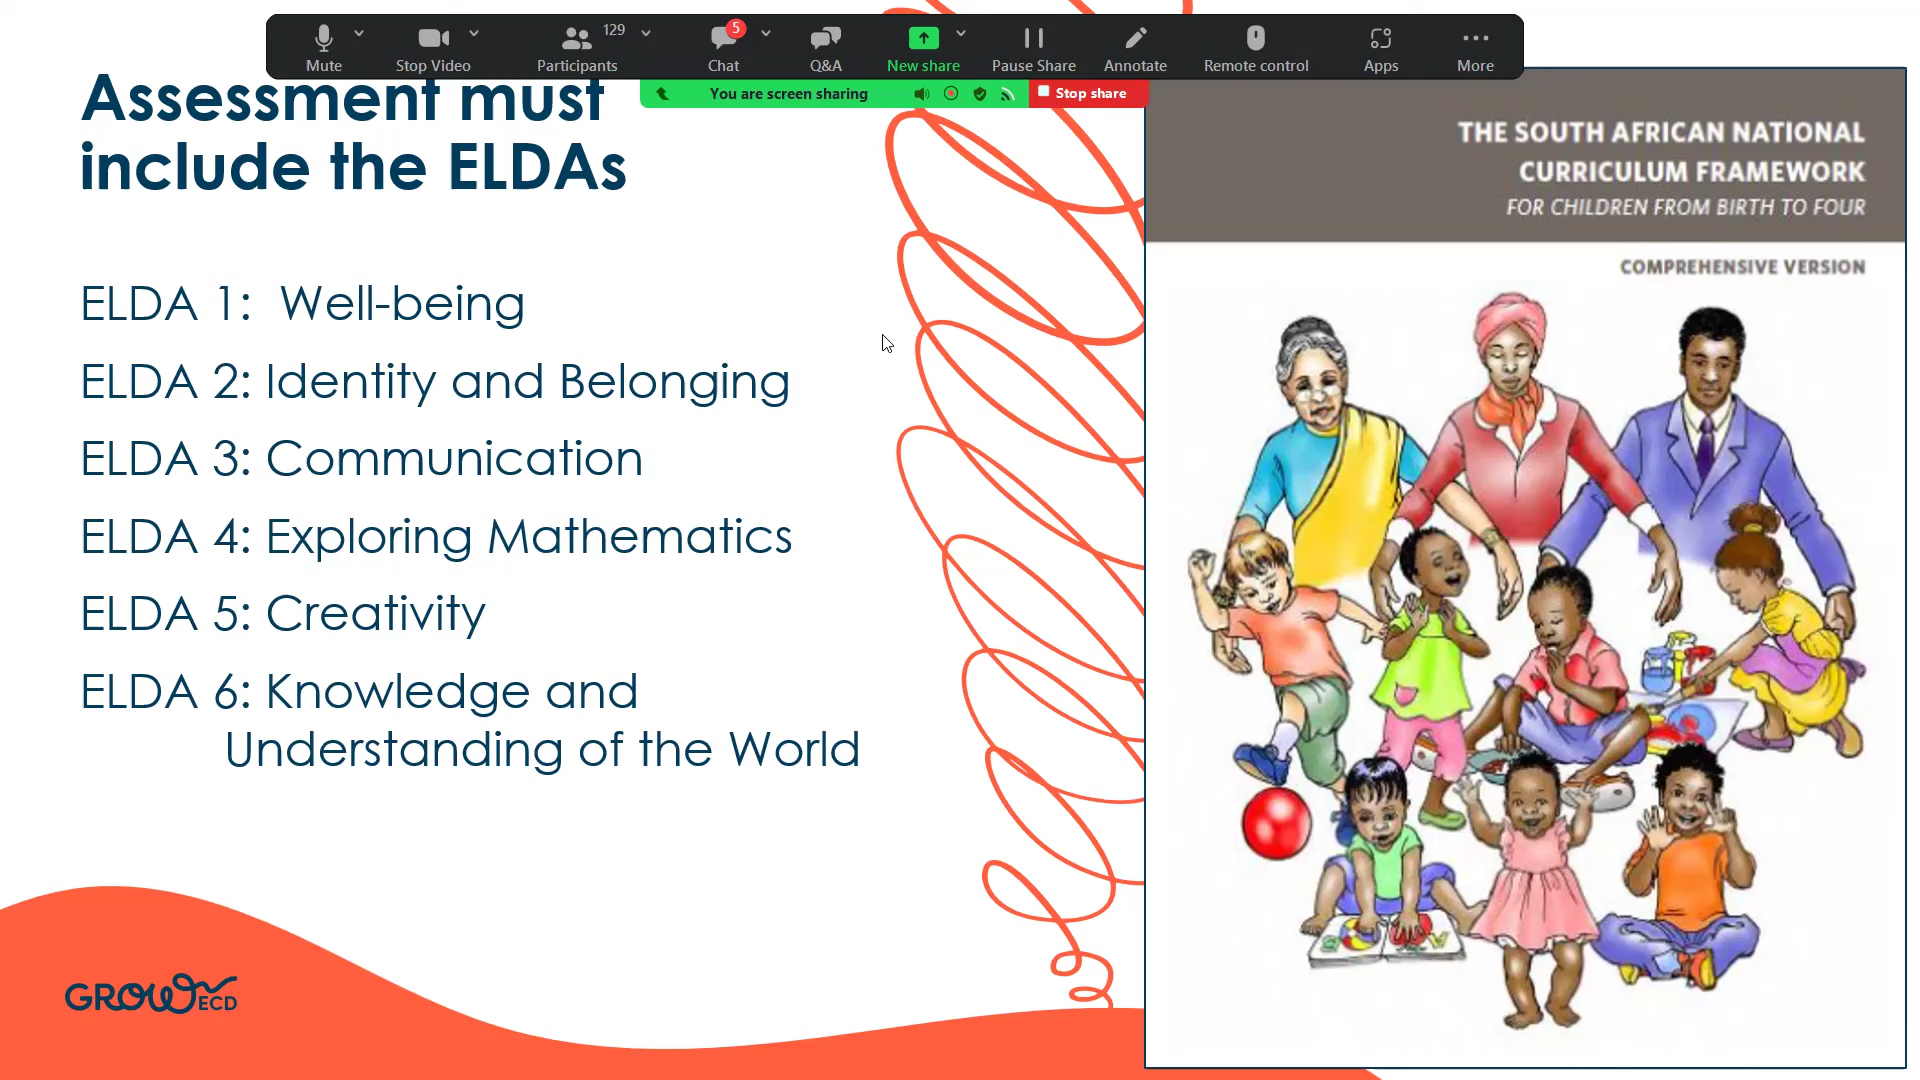 129
5
Mute
Stop Video
Participants
Chat
Q&A
New share
Pause Share
Annotate
Remote control
Apps
More
You are screen sharing
Stop share
Assessment must
include the ELDAs
ELDA 1: Well-being
ELDA 2: Identity and Belonging
ELDA 3: Communication
ELDA 4: Exploring Mathematics
ELDA 5: Creativity
ELDA 6: Knowledge and
Understanding of the World
GROW ECD
THE SOUTH AFRICAN NATIONAL
CURRICULUM FRAMEWORK
FOR CHILDREN FROM BIRTH TO FOUR
COMPREHENSIVE VERSION